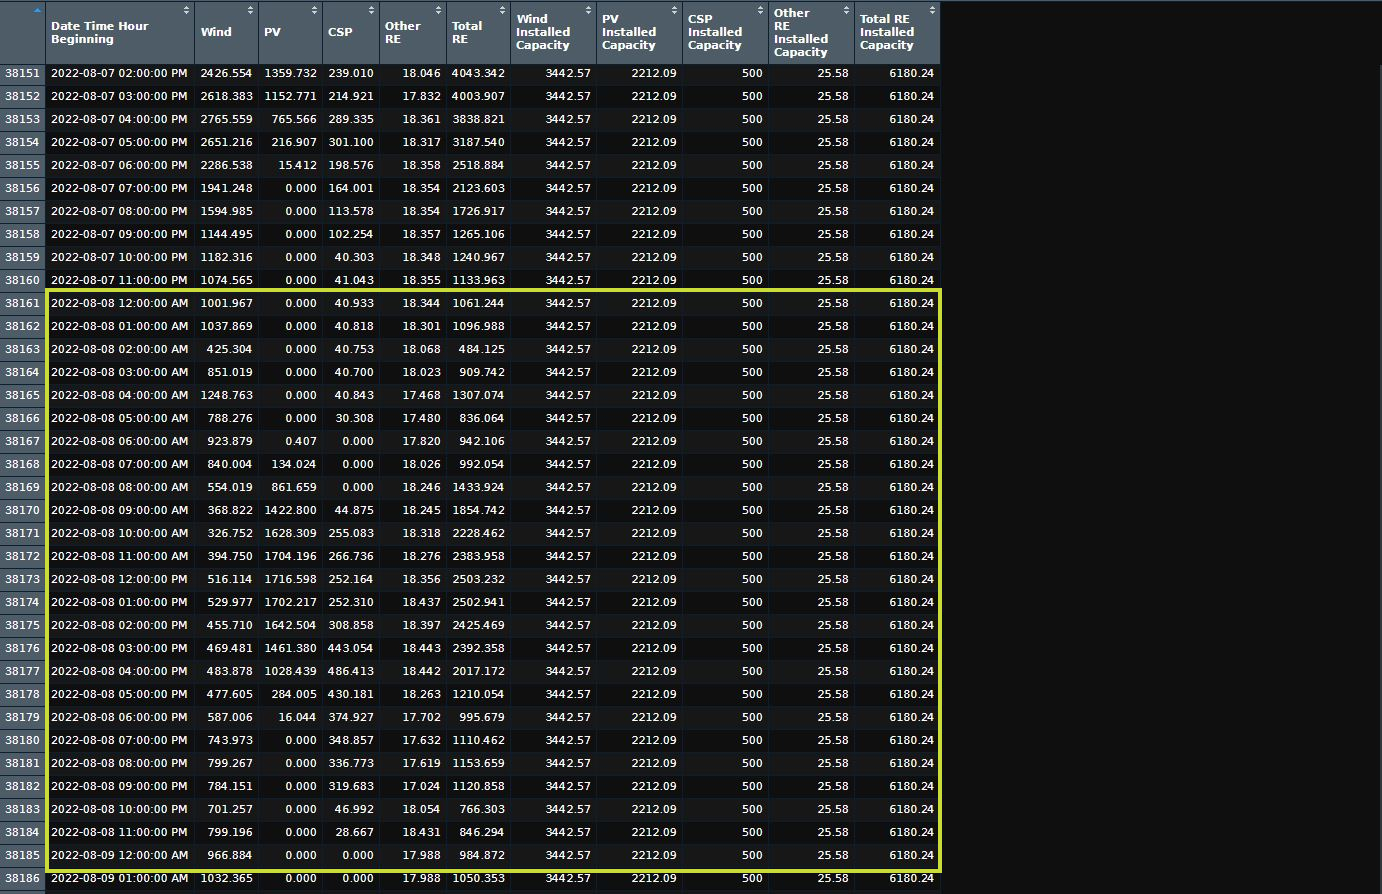 Date Time Hour Beginning Wind PV CSP Other RE Total RE Wind Installed Capacity PV Installed Capacity CSP Installed Capacity Other RE Installed Capacity Total RE Installed Capacity
38151 2022-08-07 02:00:00 PM 2426.554 1359.732 239.010 18.046 4043.342 3442.57 2212.09 500 25.58 6180.24
38152 2022-08-07 03:00:00 PM 2618.383 1152.771 214.921 17.832 4003.907 3442.57 2212.09 500 25.58 6180.24
38153 2022-08-07 04:00:00 PM 2765.559 765.566 289.335 18.361 3838.821 3442.57 2212.09 500 25.58 6180.24
38154 2022-08-07 05:00:00 PM 2651.216 216.907 301.100 18.317 3187.540 3442.57 2212.09 500 25.58 6180.24
38155 2022-08-07 06:00:00 PM 2286.538 15.412 198.576 18.358 2518.884 3442.57 2212.09 500 25.58 6180.24
38156 2022-08-07 07:00:00 PM 1941.248 0.000 164.001 18.354 2123.603 3442.57 2212.09 500 25.58 6180.24
38157 2022-08-07 08:00:00 PM 1594.985 0.000 113.578 18.354 1726.917 3442.57 2212.09 500 25.58 6180.24
38158 2022-08-07 09:00:00 PM 1144.495 0.000 102.254 18.357 1265.106 3442.57 2212.09 500 25.58 6180.24
38159 2022-08-07 10:00:00 PM 1182.316 0.000 40.303 18.348 1240.967 3442.57 2212.09 500 25.58 6180.24
38160 2022-08-07 11:00:00 PM 1074.565 0.000 41.043 18.355 1133.963 3442.57 2212.09 500 25.58 6180.24
38161 2022-08-08 12:00:00 AM 1001.967 0.000 40.933 18.344 1061.244 3442.57 2212.09 500 25.58 6180.24
38162 2022-08-08 01:00:00 AM 1037.869 0.000 40.818 18.301 1096.988 3442.57 2212.09 500 25.58 6180.24
38163 2022-08-08 02:00:00 AM 425.304 0.000 40.753 18.068 484.125 3442.57 2212.09 500 25.58 6180.24
38164 2022-08-08 03:00:00 AM 851.019 0.000 40.700 18.023 909.742 3442.57 2212.09 500 25.58 6180.24
38165 2022-08-08 04:00:00 AM 1248.763 0.000 40.843 17.468 1307.074 3442.57 2212.09 500 25.58 6180.24
38166 2022-08-08 05:00:00 AM 788.276 0.000 30.308 17.480 836.064 3442.57 2212.09 500 25.58 6180.24
38167 2022-08-08 06:00:00 AM 923.879 0.407 0.000 17.820 942.106 3442.57 2212.09 500 25.58 6180.24
38168 2022-08-08 07:00:00 AM 840.004 134.024 0.000 18.026 992.054 3442.57 2212.09 500 25.58 6180.24
38169 2022-08-08 08:00:00 AM 554.019 861.659 0.000 18.246 1433.924 3442.57 2212.09 500 25.58 6180.24
38170 2022-08-08 09:00:00 AM 368.822 1422.800 44.875 18.245 1854.742 3442.57 2212.09 500 25.58 6180.24
38171 2022-08-08 10:00:00 AM 326.752 1628.309 255.083 18.318 2228.462 3442.57 2212.09 500 25.58 6180.24
38172 2022-08-08 11:00:00 AM 394.750 1704.196 266.736 18.276 2383.958 3442.57 2212.09 500 25.58 6180.24
38173 2022-08-08 12:00:00 PM 516.114 1716.598 252.164 18.356 2503.232 3442.57 2212.09 500 25.58 6180.24
38174 2022-08-08 01:00:00 PM 529.977 1702.217 252.310 18.437 2502.941 3442.57 2212.09 500 25.58 6180.24
38175 2022-08-08 02:00:00 PM 455.710 1642.504 308.858 18.397 2425.469 3442.57 2212.09 500 25.58 6180.24
38176 2022-08-08 03:00:00 PM 469.481 1461.380 443.054 18.443 2392.358 3442.57 2212.09 500 25.58 6180.24
38177 2022-08-08 04:00:00 PM 483.878 1028.439 486.413 18.442 2017.172 3442.57 2212.09 500 25.58 6180.24
38178 2022-08-08 05:00:00 PM 477.605 284.005 430.181 18.263 1210.054 3442.57 2212.09 500 25.58 6180.24
38179 2022-08-08 06:00:00 PM 587.006 16.044 374.927 17.702 995.679 3442.57 2212.09 500 25.58 6180.24
38180 2022-08-08 07:00:00 PM 743.973 0.000 348.857 17.632 1110.462 3442.57 2212.09 500 25.58 6180.24
38181 2022-08-08 08:00:00 PM 799.267 0.000 336.773 17.619 1153.659 3442.57 2212.09 500 25.58 6180.24
38182 2022-08-08 09:00:00 PM 784.151 0.000 319.683 17.024 1120.858 3442.57 2212.09 500 25.58 6180.24
38183 2022-08-08 10:00:00 PM 701.257 0.000 46.992 18.054 766.303 3442.57 2212.09 500 25.58 6180.24
38184 2022-08-08 11:00:00 PM 799.196 0.000 28.667 18.431 846.294 3442.57 2212.09 500 25.58 6180.24
38185 2022-08-09 12:00:00 AM 966.884 0.000 0.000 17.988 984.872 3442.57 2212.09 500 25.58 6180.24
38186 2022-08-09 01:00:00 AM 1032.365 0.000 0.000 17.988 1050.353 3442.57 2212.09 500 25.58 6180.24